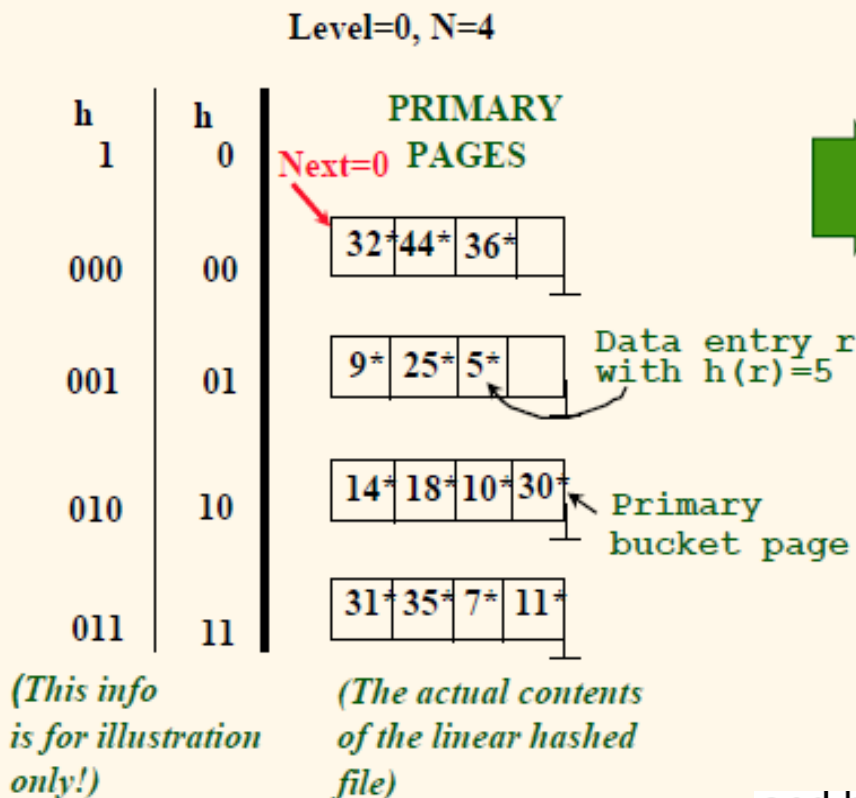 Level=0, N=4
h h PRIMARY
1 0 Next=0 PAGES
000 00 32* 44* 36*
001 01 9* 25* 5* Data entry r
with h(r)=5
010 10 14* 18* 10* 30* Primary
bucket page
011 11 31* 35* 7* 11*
(This info (The actual contents
is for illustration of the linear hashed
only!) file)